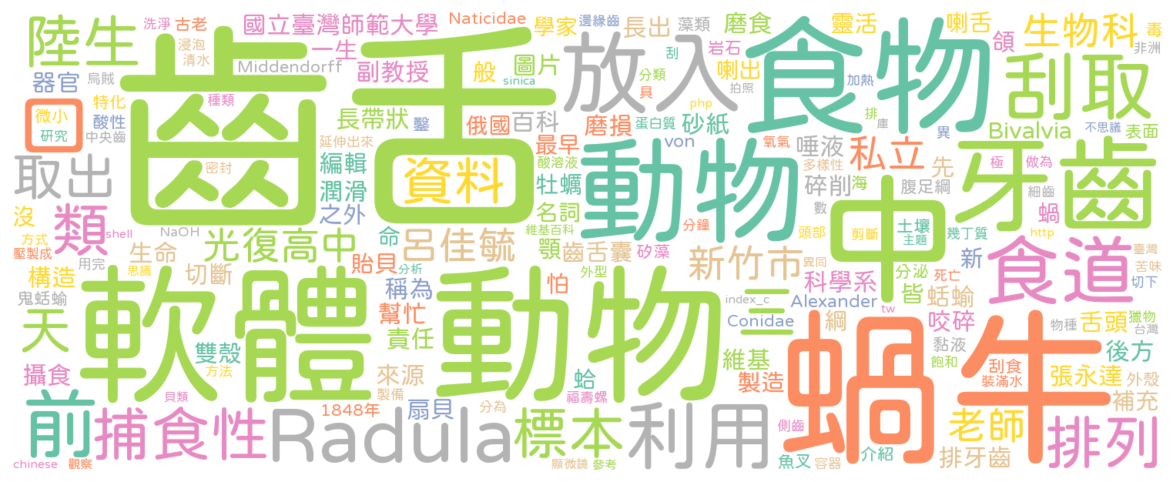 洗淨 古老 國立臺灣師範大學 Naticidae 學家 邊緣齒 長出 藻類 磨食 靈活 喇舌 頜 生物科 毒
陸生 浸泡 清水 一生 般 圖片 刮 岩石 喇出 非洲
器官 烏賊 Middendorff 副教授 sinica 放入 分類 拍照 加熱 食物 刮取
微小 特化 種類 齒舌 長帶狀 鑿 俄國 百科 磨損 具 蛋白質 砂紙 php 排 庫 異 Bivalvia 不思議 表面
口 研究 酸性 中央齒 延伸出來 最早 von 氧氣 唾液 私立 極 做為
取出 密封 編輯 資料 酸溶液 牡蠣 動物 多樣性 碎削 先 腹足綱 細齒 牙齒
類 潤滑 名詞 海 中 蝸
沒 之外 維基百科 分鐘 數 頭部 剪斷 土壤 主題 幾丁質 http 臺灣
方式 shell NaOH 光復高中 命 呂佳毓 顎 齒舌囊 矽藻 新竹市 異同 新 食道 苦味
壓製成 生命 貽貝 外型 科學系 分泌 死亡 切下
構造 思議 用完 切斷 分析 怕 皆 蛞蝓
鬼蛞蝓 稱為 index_c Alexander tw 咬碎 物種 獵物 台灣
天 軟體 動物 三 Conidae 綱 舌頭
幫忙 責任 黏液 後方
雙殼 方法 來源 蛤 維基 蝸牛 飽和 刮食 外殼
攝食 貝類 製備 扇貝 福壽螺 製造 裝滿水 張永達 補充
前 捕食性 1848年 分為 Radula 標本 利用 側齒 老師 排列
chinese 觀察 顯微鏡 參考 魚叉 容器 介紹 排牙齒